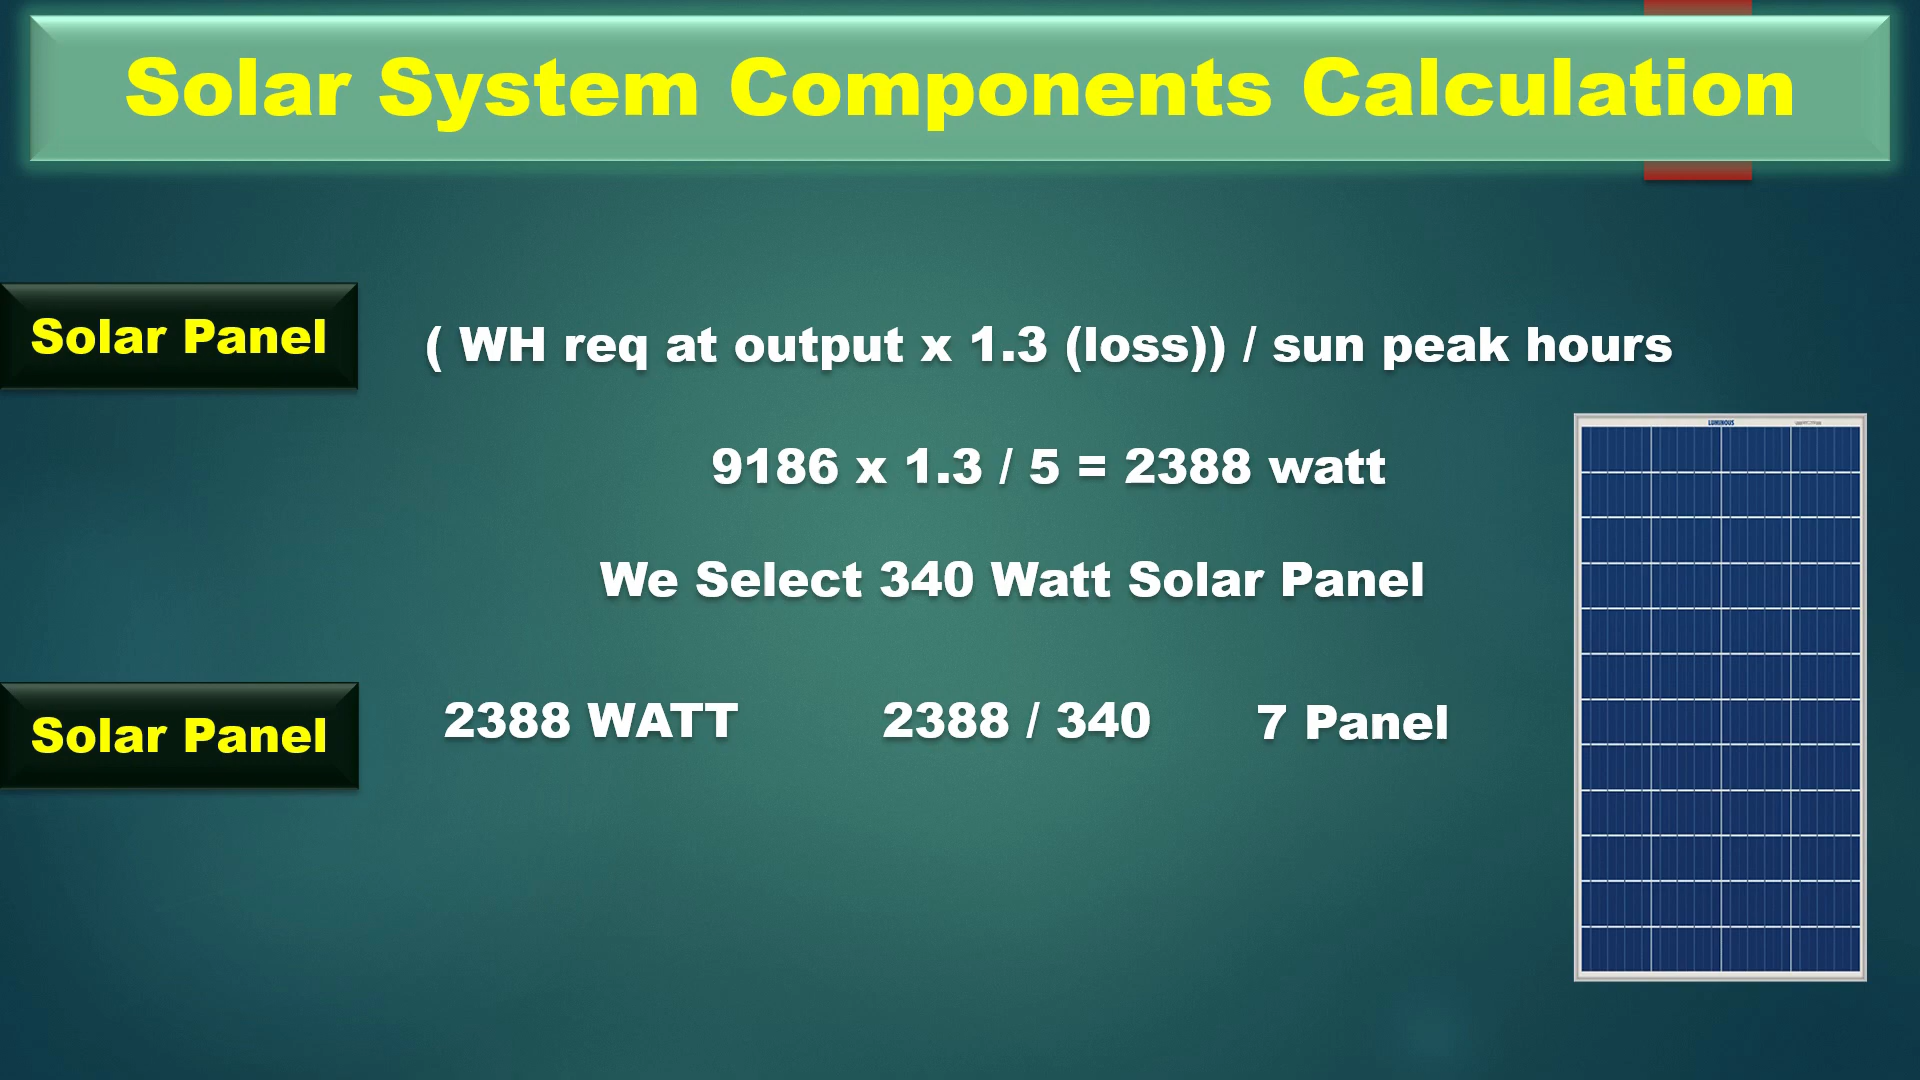 Solar System Components Calculation
Solar Panel
( WH req at output x 1.3 (loss)) / sun peak hours
9186 x 1.3 / 5 = 2388 watt
We Select 340 Watt Solar Panel
Solar Panel
2388 WATT 2388 / 340 7 Panel
LUMINOUS